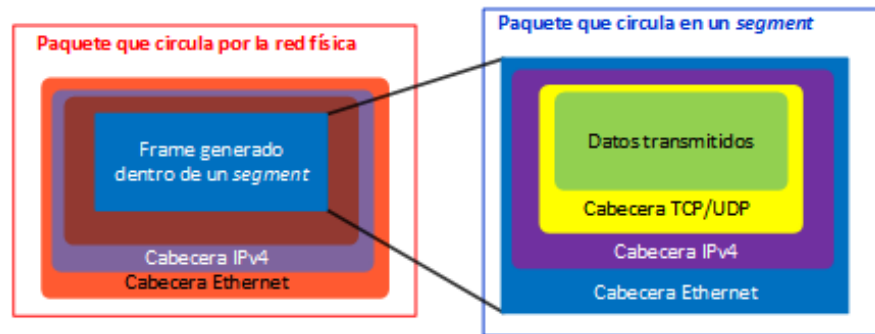 Paquete que circula por la red física
Frame generado
dentro de un segment
Cabecera IPv4
Cabecera Ethernet
Paquete que circula en un segment
Datos transmitidos
Cabecera TCP/UDP
Cabecera IPv4
Cabecera Ethernet